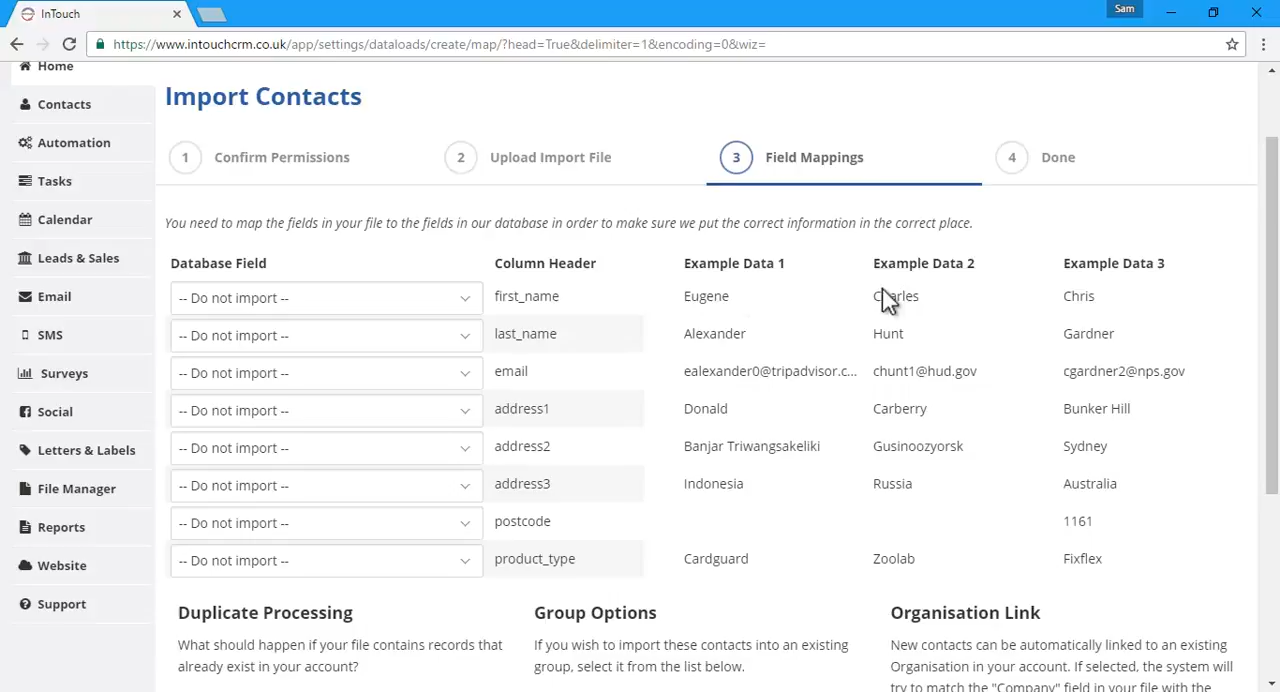 InTouch
Sam
https://www.intouchcrm.co.uk/app/settings/dataloads/create/map/?head=True&delimiter=1&encoding=0&wiz=
Home
Contacts
Automation
Tasks
Calendar
Leads & Sales
Email
SMS
Surveys
Social
Letters & Labels
File Manager
Reports
Website
Support
Import Contacts
1 Confirm Permissions 2 Upload Import File 3 Field Mappings 4 Done
You need to map the fields in your file to the fields in our database in order to make sure we put the correct information in the correct place.
Database Field Column Header Example Data 1 Example Data 2 Example Data 3
-- Do not import -- first_name Eugene Charles Chris
-- Do not import -- last_name Alexander Hunt Gardner
-- Do not import -- email ealexander0@tripadvisor.c... chunt1@hud.gov cgardner2@nps.gov
-- Do not import -- address1 Donald Carberry Bunker Hill
-- Do not import -- address2 Banjar Triwangsakeliki Gusinoozyorsk Sydney
-- Do not import -- address3 Indonesia Russia Australia
-- Do not import -- postcode 1161
-- Do not import -- product_type Cardguard Zoolab Fixflex
Duplicate Processing
What should happen if your file contains records that
already exist in your account?
Group Options
If you wish to import these contacts into an existing
group, select it from the list below.
Organisation Link
New contacts can be automatically linked to an existing
Organisation in your account. If selected, the system will
try to match the "Company" field in your file with the